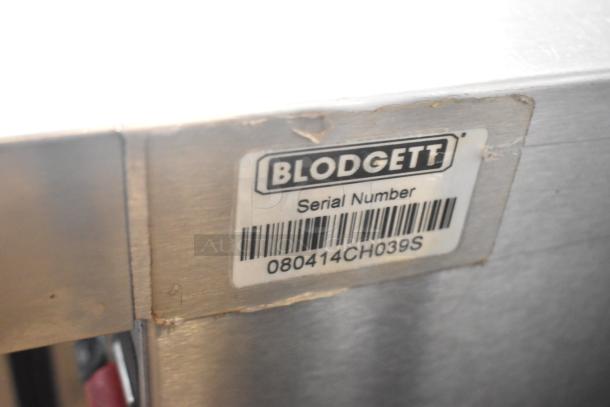 BLODGETT
Serial Number
080414CH039S